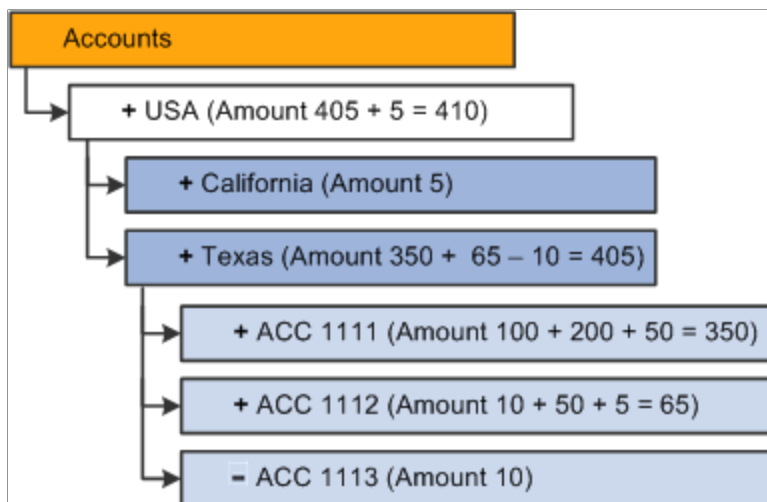 Accounts
+ USA (Amount 405 + 5 = 410)
+ California (Amount 5)
+ Texas (Amount 350 + 65 – 10 = 405)
+ ACC 1111 (Amount 100 + 200 + 50 = 350)
+ ACC 1112 (Amount 10 + 50 + 5 = 65)
- ACC 1113 (Amount 10)